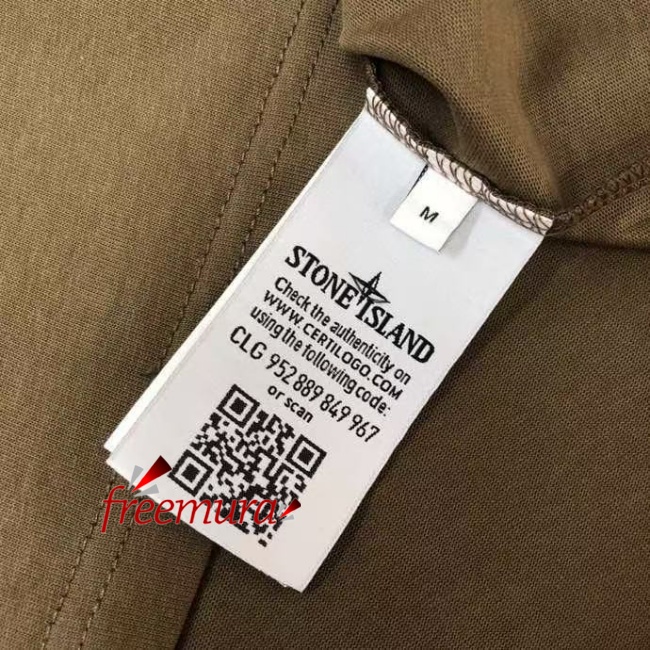 M
STONE ISLAND
Check the authenticity on
WWW.CERTILOGO.COM
using the following code:
CLG 952 889 849 967
or scan
freemura